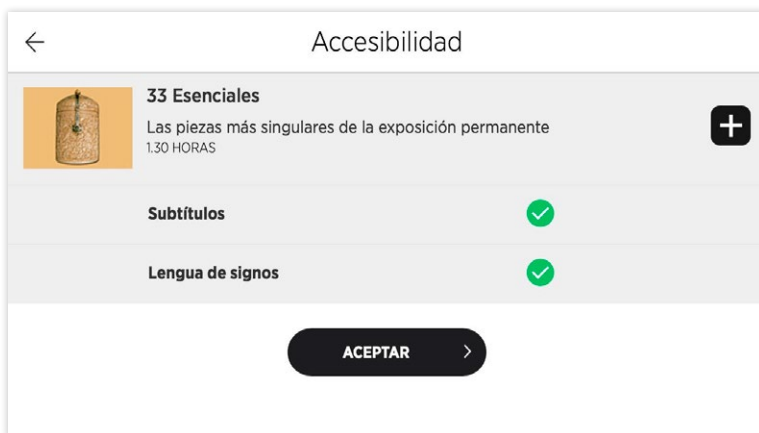 Accesibilidad
33 Esenciales
Las piezas más singulares de la exposición permanente
1.30 HORAS
Subtítulos
Lengua de signos
ACEPTAR